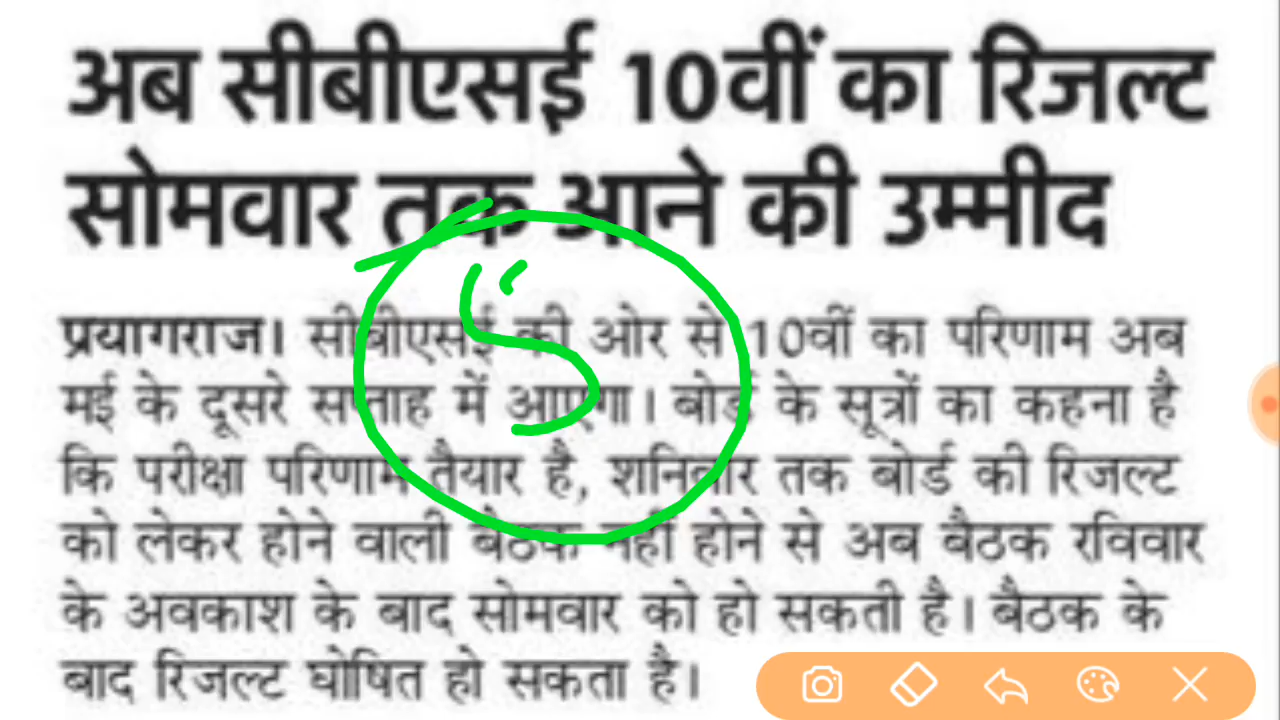 अब सीबीएसई 10वीं का रिजल्ट
सोमवार तक आने की उम्मीद
प्रयागराज। सीबीएसई की ओर से 10वीं का परिणाम अब
मई के दूसरे सप्ताह में आएगा। बोर्ड के सूत्रों का कहना है
कि परीक्षा परिणाम तैयार है, शनिवार तक बोर्ड की रिजल्ट
को लेकर होने वाली बैठक नहीं होने से अब बैठक रविवार
के अवकाश के बाद सोमवार को हो सकती है। बैठक के
बाद रिजल्ट घोषित हो सकता है।